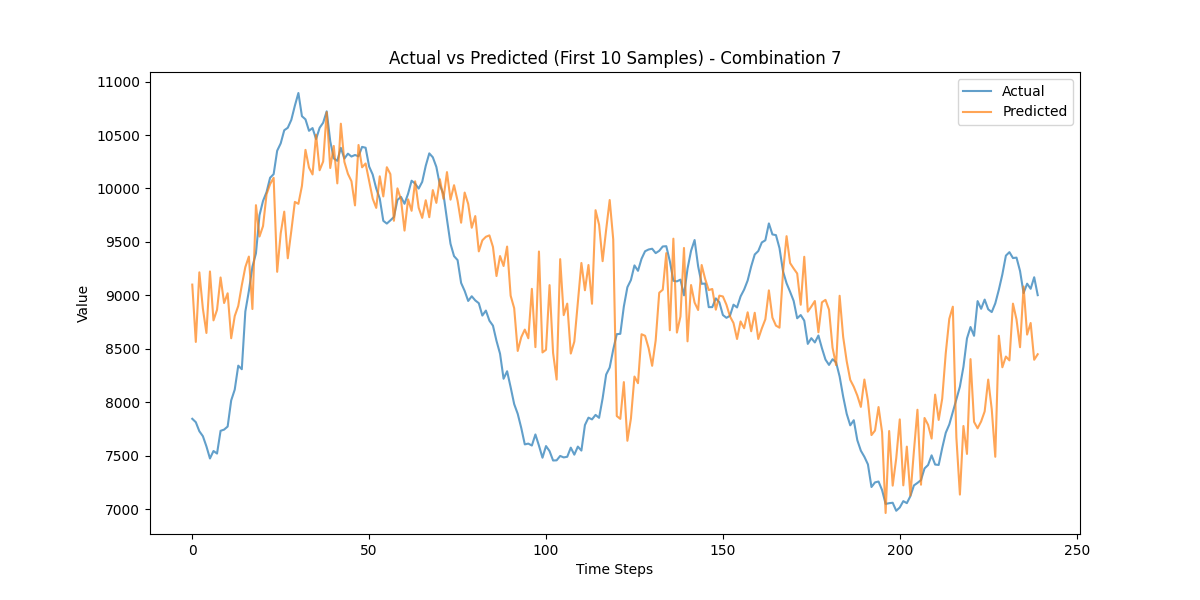 Actual vs Predicted (First 10 Samples) - Combination 7
11000
10500
10000
9500
9000
8500
8000
7500
7000
Value
Actual
Predicted
0 50 100 150 200 250
Time Steps